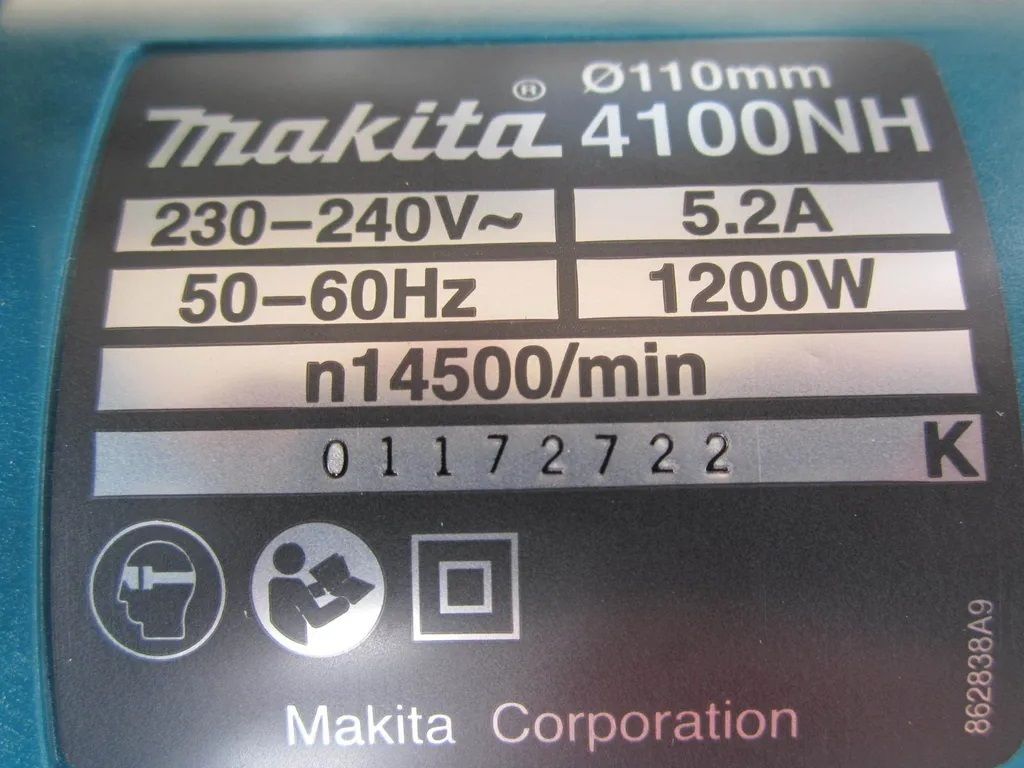 makita® Ø110mm 4100NH
230–240V~ 5.2A
50–60Hz 1200W
n14500/min
01172722 K
862838A9
Makita Corporation